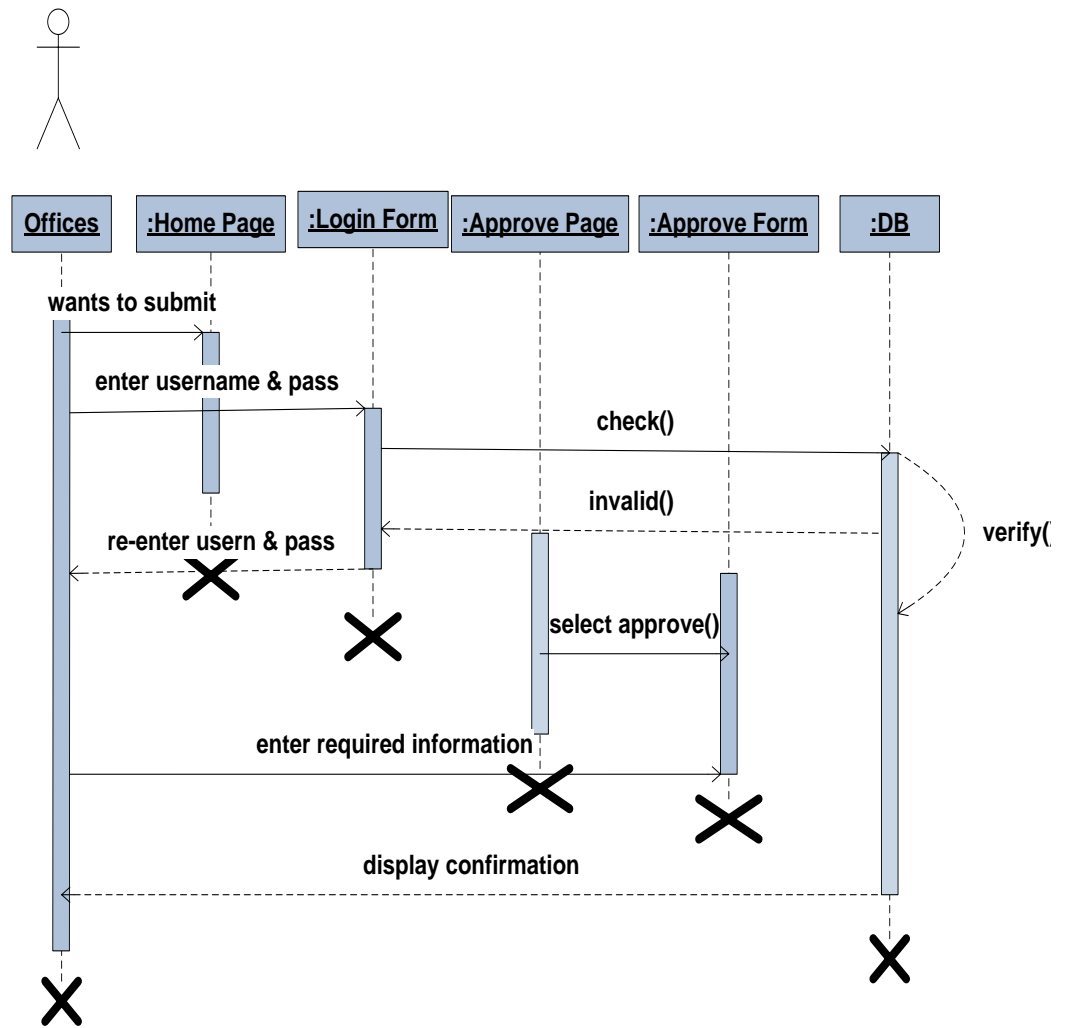 Offices
:Home Page
:Login Form
:Approve Page
:Approve Form
:DB
wants to submit
enter username & pass
check()
invalid()
verify()
re-enter usern & pass
select approve()
enter required information
display confirmation